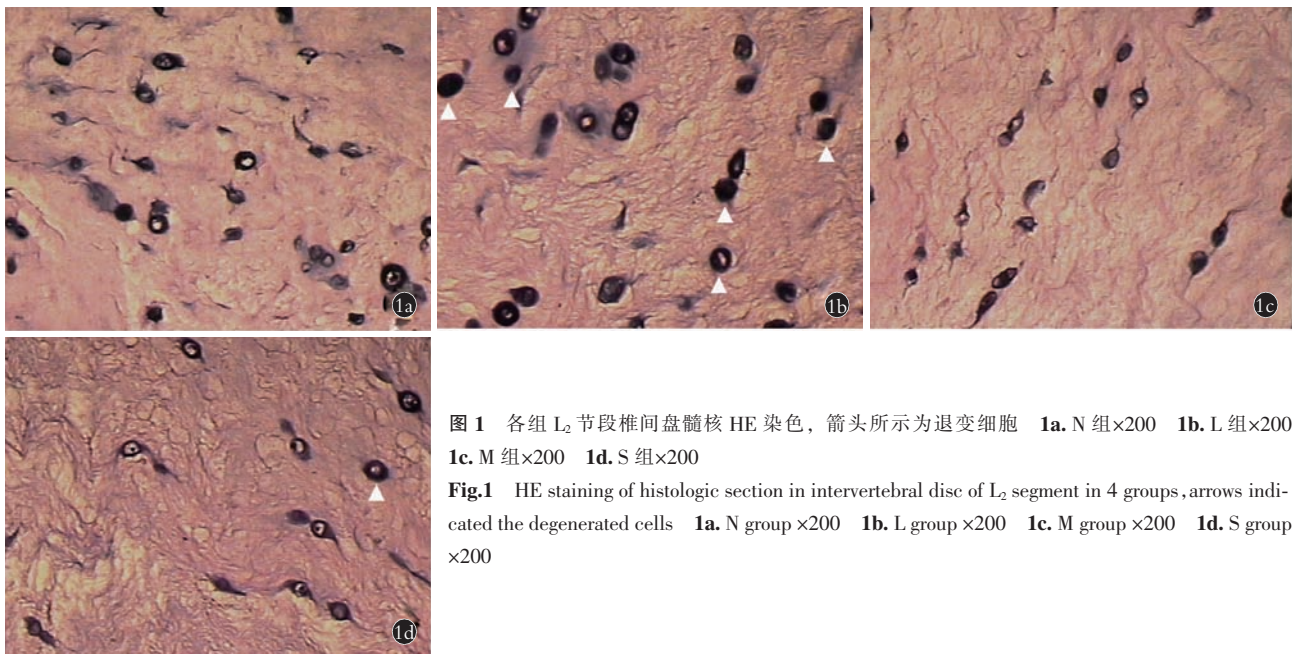 1a
1b
1c
1d
图 1 各组 L₂ 节段椎间盘髓核 HE 染色，箭头所示为退变细胞 1a. N 组×200 1b. L 组×200
1c. M 组×200 1d. S 组×200
Fig.1 HE staining of histologic section in intervertebral disc of L₂ segment in 4 groups,arrows indi-
cated the degenerated cells 1a. N group ×200 1b. L group ×200 1c. M group ×200 1d. S group
×200